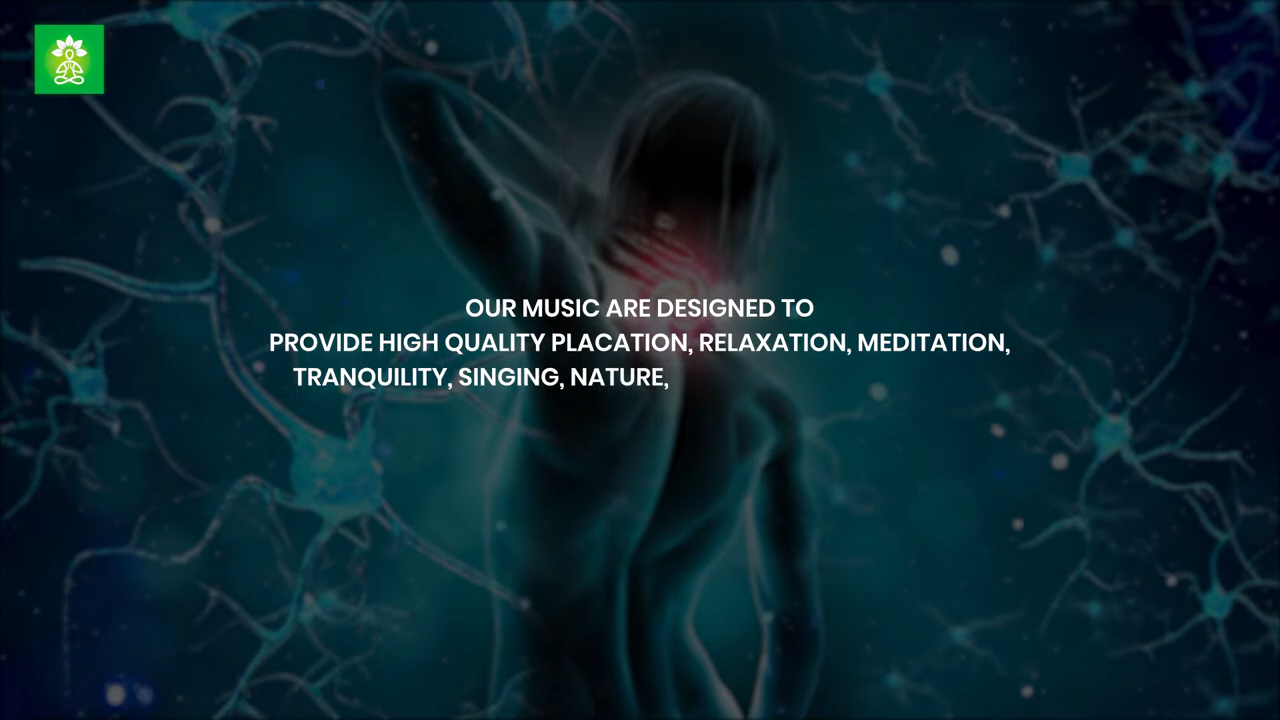 OUR MUSIC ARE DESIGNED TO
PROVIDE HIGH QUALITY PLACATION, RELAXATION, MEDITATION,
TRANQUILITY, SINGING, NATURE,